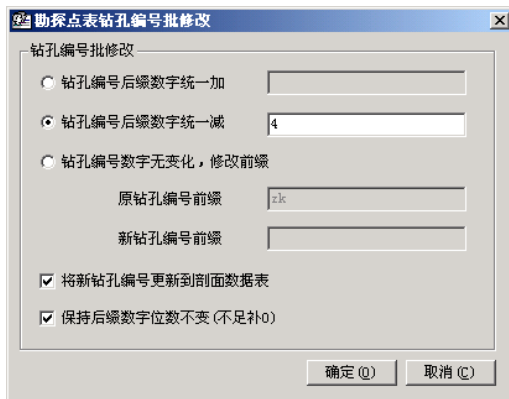 勘探点表钻孔编号批修改
钻孔编号批修改
钻孔编号后缀数字统一加
钻孔编号后缀数字统一减 4
钻孔编号数字无变化，修改前缀
原钻孔编号前缀 zk
新钻孔编号前缀
将新钻孔编号更新到剖面数据表
保持后缀数字位数不变(不足补0)
确定(O) 取消(C)